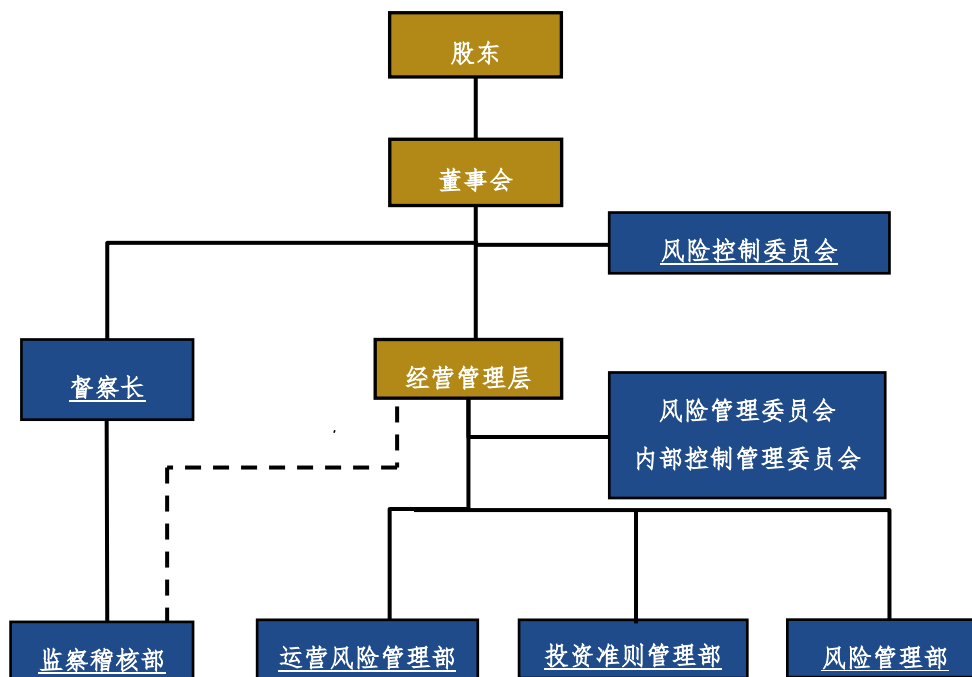 股东
董事会
风险控制委员会
督察长
经营管理层
风险管理委员会
内部控制管理委员会
监察稽核部
运营风险管理部
投资准则管理部
风险管理部